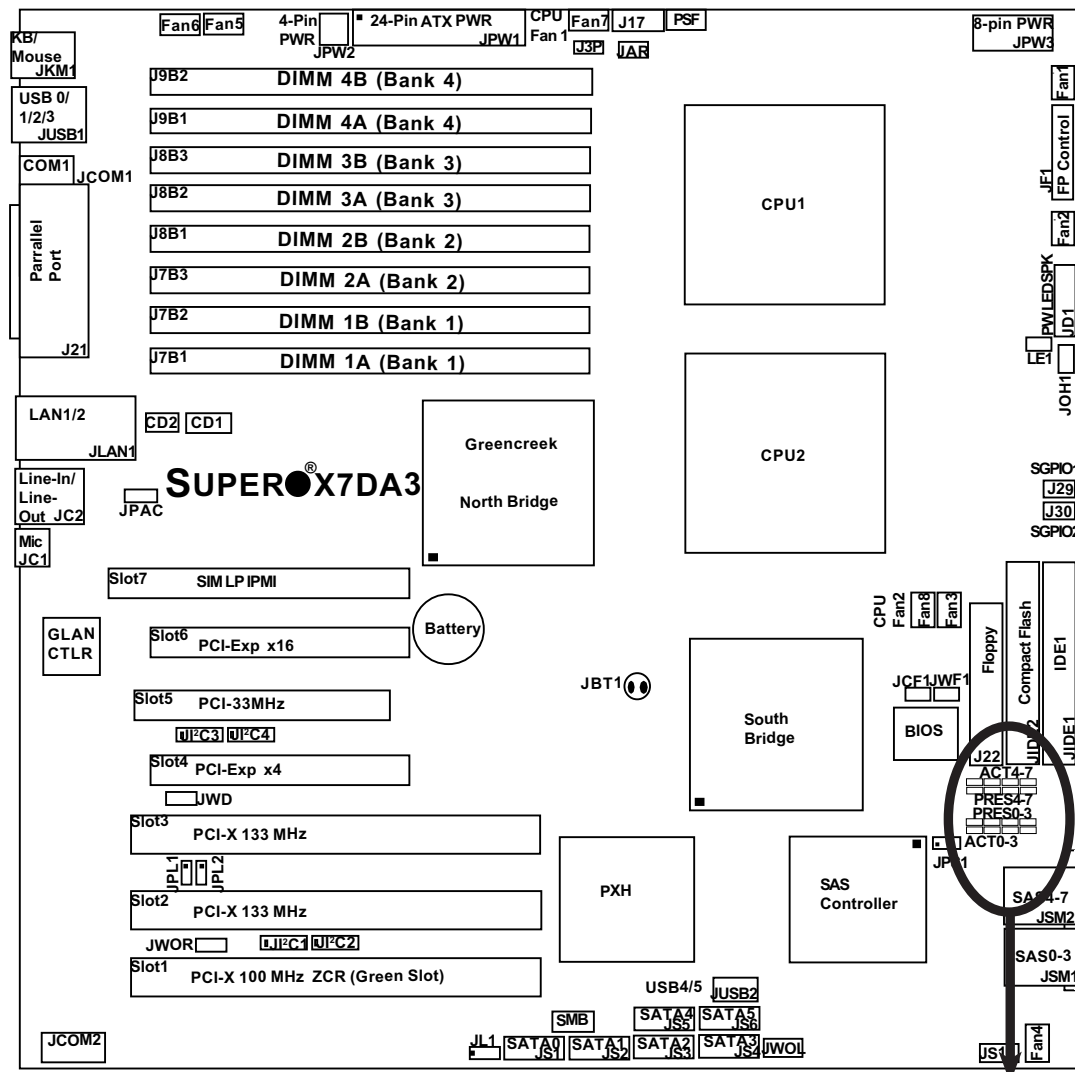 Fan6 Fan5
4-Pin
PWR
JPW2
24-Pin ATX PWR
JPW1
CPU
Fan 1
Fan7
J3P
J17
JAR
PSF
8-pin PWR
JPW3
KB/
Mouse
JKM1
USB 0/
1/2/3
JUSB1
COM1
JCOM1
Parrallel
Port
J21
J9B2 DIMM 4B (Bank 4)
J9B1 DIMM 4A (Bank 4)
J8B3 DIMM 3B (Bank 3)
J8B2 DIMM 3A (Bank 3)
J8B1 DIMM 2B (Bank 2)
J7B3 DIMM 2A (Bank 2)
J7B2 DIMM 1B (Bank 1)
J7B1 DIMM 1A (Bank 1)
CPU1
Fan1
JF1
FP Control
Fan2
PWLEDSPK
JD1
LE1
JOH1
LAN1/2
JLAN1
CD2 CD1
Line-In/
Line-
Out JC2
Mic
JC1
JPAC
SUPER®X7DA3
Greencreek
North Bridge
CPU2
SGPIO1
J29
J30
SGPIO2
Slot7 SIMLP IPMI
GLAN
CTLR
Slot6 PCI-Exp x16
Battery
Slot5 PCI-33MHz
JI²C3 JI²C4
Slot4 PCI-Exp x4
JWD
Slot3 PCI-X 133 MHz
JPL1 JPL2
Slot2 PCI-X 133 MHz
JWOR JI²C1 JI²C2
Slot1 PCI-X 100 MHz ZCR (Green Slot)
JBT1
South
Bridge
CPU
Fan2
Fan8
Fan3
JCF1 JWF1
BIOS
Floppy
J22
Compact Flash
IDE1
JIDE1
ACT4-7
PRES4-7
PRES0-3
ACT0-3
PXH
SAS
Controller
JSM2
SAS0-3
JSM1
USB4/5
JUSB2
SMB
SATA4
JS5
SATA5
JS6
JCOM2
JL1
SATA0
JS1
SATA1
JS2
SATA2
JS3
SATA3
JS4
JWOL
Fan4